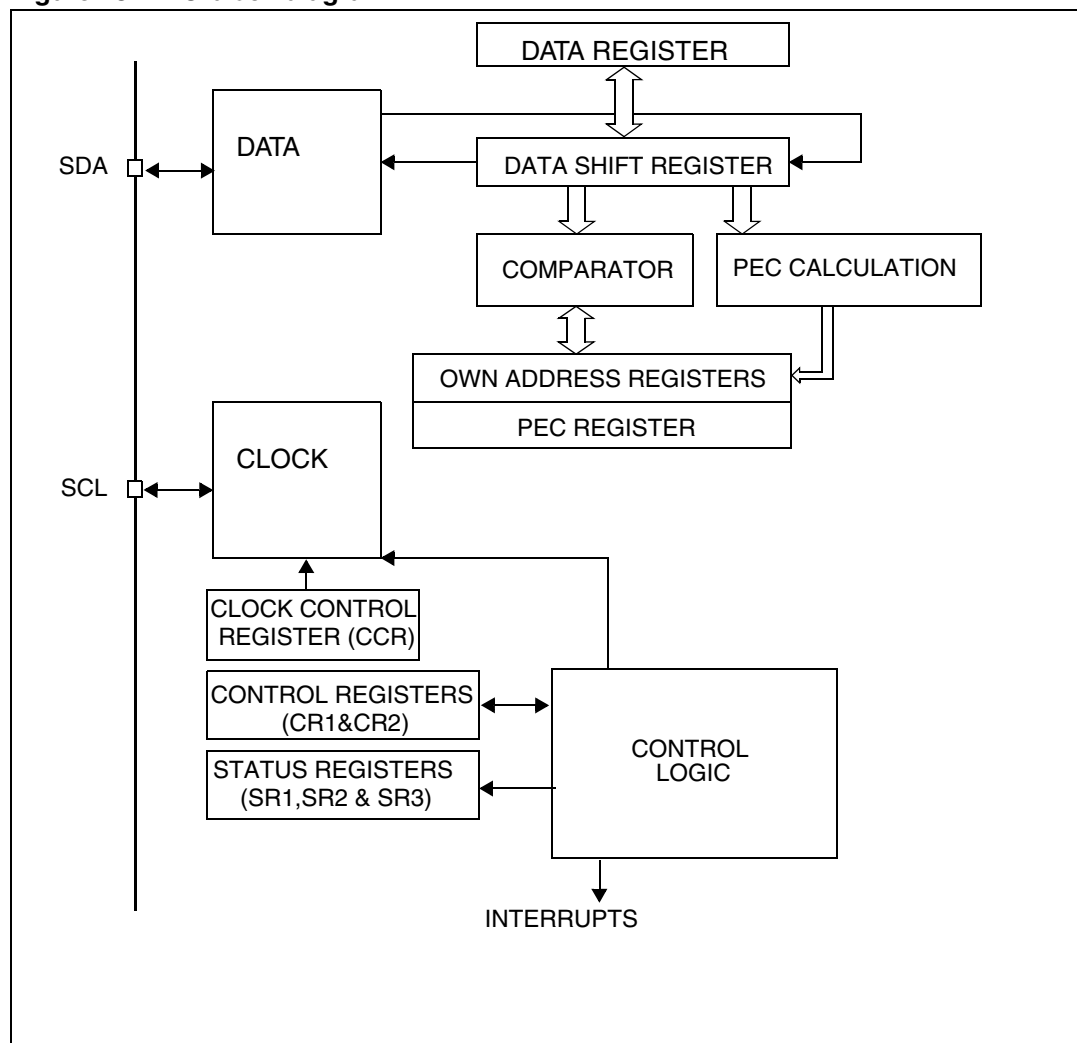 DATA REGISTER
DATA
SDA
DATA SHIFT REGISTER
COMPARATOR
PEC CALCULATION
OWN ADDRESS REGISTERS
PEC REGISTER
CLOCK
SCL
CLOCK CONTROL
REGISTER (CCR)
CONTROL REGISTERS
(CR1&CR2)
STATUS REGISTERS
(SR1,SR2 & SR3)
CONTROL
LOGIC
INTERRUPTS